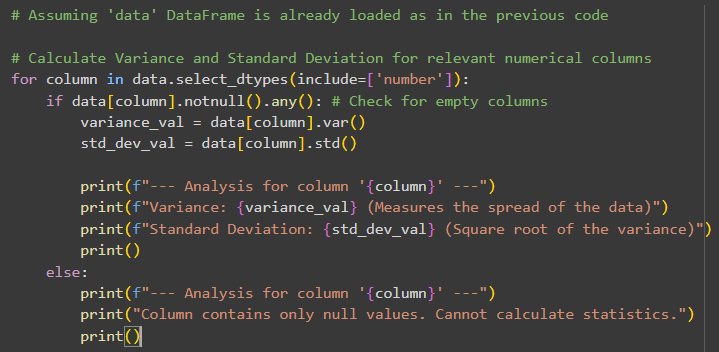 # Assuming 'data' DataFrame is already loaded as in the previous code

# Calculate Variance and Standard Deviation for relevant numerical columns
for column in data.select_dtypes(include=['number']):
    if data[column].notnull().any(): # Check for empty columns
        variance_val = data[column].var()
        std_dev_val = data[column].std()

        print(f"--- Analysis for column '{column}' ---")
        print(f"Variance: {variance_val} (Measures the spread of the data)")
        print(f"Standard Deviation: {std_dev_val} (Square root of the variance)")
        print()
    else:
        print(f"--- Analysis for column '{column}' ---")
        print("Column contains only null values. Cannot calculate statistics.")
        print()